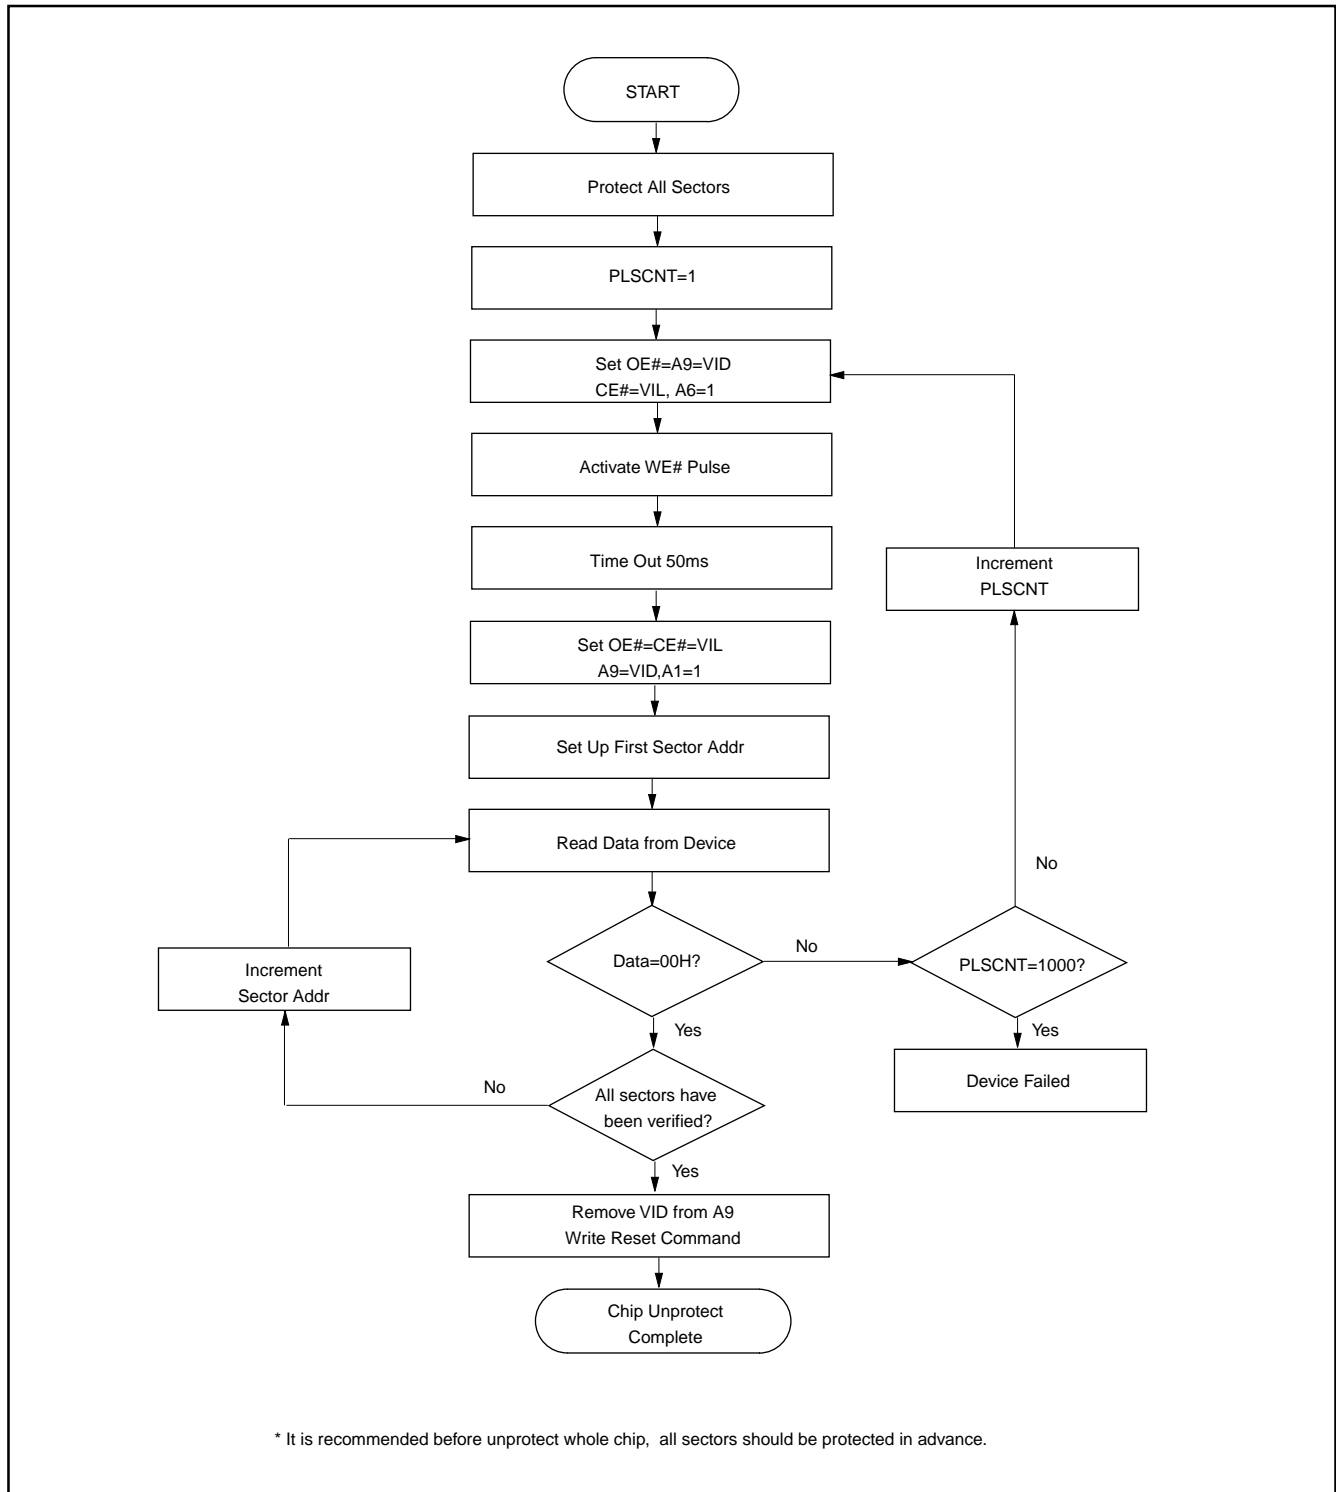 START
Protect All Sectors
PLSCNT=1
Set OE#=A9=VID
CE#=VIL, A6=1
Activate WE# Pulse
Time Out 50ms
Increment
PLSCNT
Set OE#=CE#=VIL
A9=VID,A1=1
Set Up First Sector Addr
Read Data from Device
No
Data=00H?
No
PLSCNT=1000?
Increment
Sector Addr
Yes
Yes
Device Failed
No
All sectors have
been verified?
Yes
Remove VID from A9
Write Reset Command
Chip Unprotect
Complete
* It is recommended before unprotect whole chip, all sectors should be protected in advance.